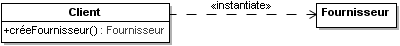 Client
«instantiate»
Fournisseur
+créeFournisseur() : Fournisseur